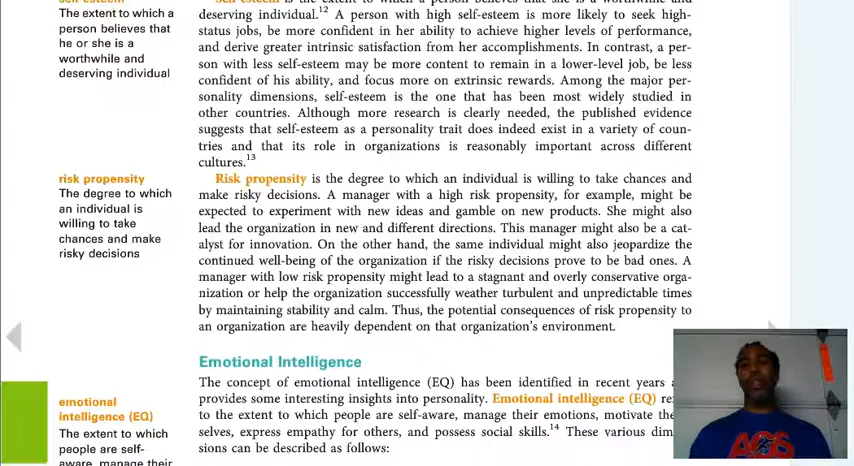 The extent to which a
person believes that
he or she is a
worthwhile and
deserving individual
deserving individual.12 A person with high self-esteem is more likely to seek high-
status jobs, be more confident in her ability to achieve higher levels of performance,
and derive greater intrinsic satisfaction from her accomplishments. In contrast, a per-
son with less self-esteem may be more content to remain in a lower-level job, be less
confident of his ability, and focus more on extrinsic rewards. Among the major per-
sonality dimensions, self-esteem is the one that has been most widely studied in
other countries. Although more research is clearly needed, the published evidence
suggests that self-esteem as a personality trait does indeed exist in a variety of coun-
tries and that its role in organizations is reasonably important across different
cultures.13
risk propensity
The degree to which
an individual is
willing to take
chances and make
risky decisions
Risk propensity is the degree to which an individual is willing to take chances and
make risky decisions. A manager with a high risk propensity, for example, might be
expected to experiment with new ideas and gamble on new products. She might also
lead the organization in new and different directions. This manager might also be a cat-
alyst for innovation. On the other hand, the same individual might also jeopardize the
continued well-being of the organization if the risky decisions prove to be bad ones. A
manager with low risk propensity might lead to a stagnant and overly conservative orga-
nization or help the organization successfully weather turbulent and unpredictable times
by maintaining stability and calm. Thus, the potential consequences of risk propensity to
an organization are heavily dependent on that organization's environment.
Emotional Intelligence
The concept of emotional intelligence (EQ) has been identified in recent years
provides some interesting insights into personality. Emotional intelligence (EQ)
to the extent to which people are self-aware, manage their emotions, motivate
selves, express empathy for others, and possess social skills.14 These various
sions can be described as follows:
emotional
intelligence (EQ)
The extent to which
people are self-
aware, manage their